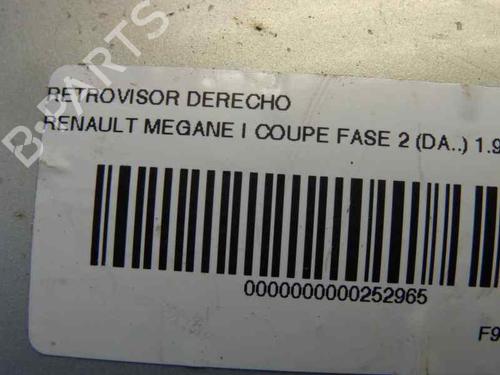 RETROVISOR DERECHO
RENAULT MEGANE I COUPE FASE 2 (DA..) 1.9
0000000000252965
F9
B-PARTS